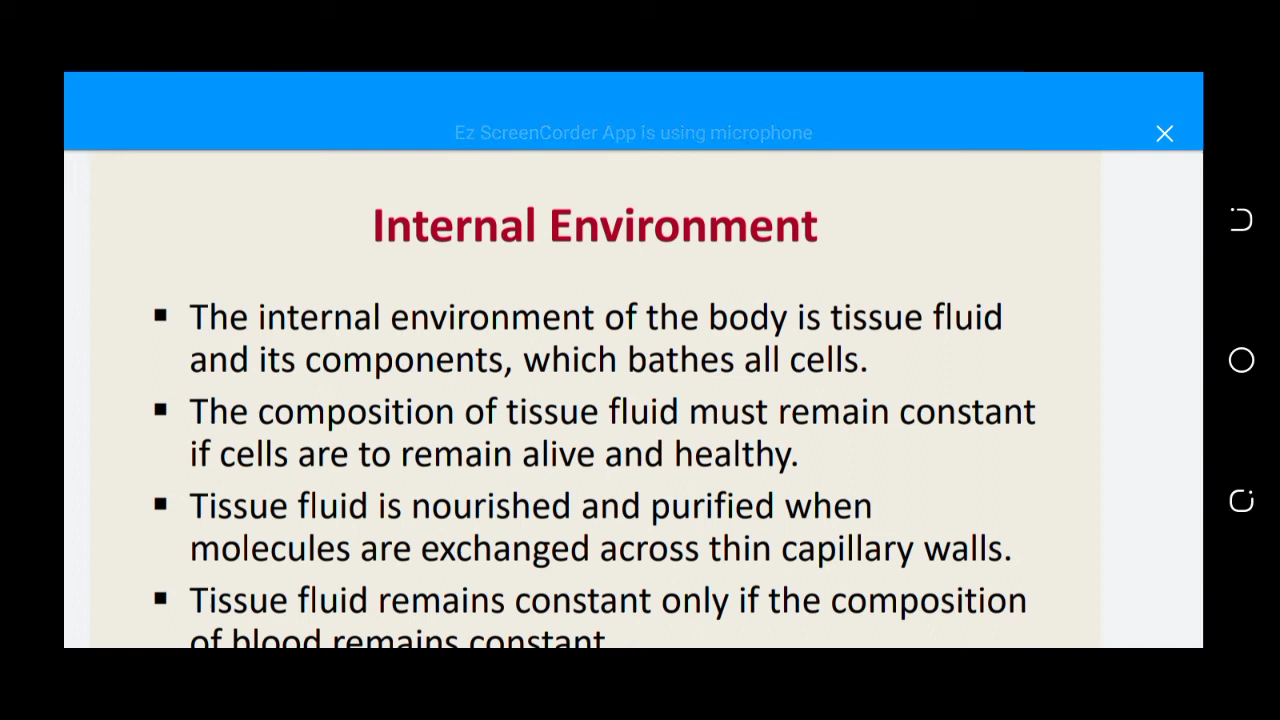 Ez ScreenCorder App is using microphone
Internal Environment
▪ The internal environment of the body is tissue fluid
and its components, which bathes all cells.
▪ The composition of tissue fluid must remain constant
if cells are to remain alive and healthy.
▪ Tissue fluid is nourished and purified when
molecules are exchanged across thin capillary walls.
▪ Tissue fluid remains constant only if the composition
of blood remains constant.